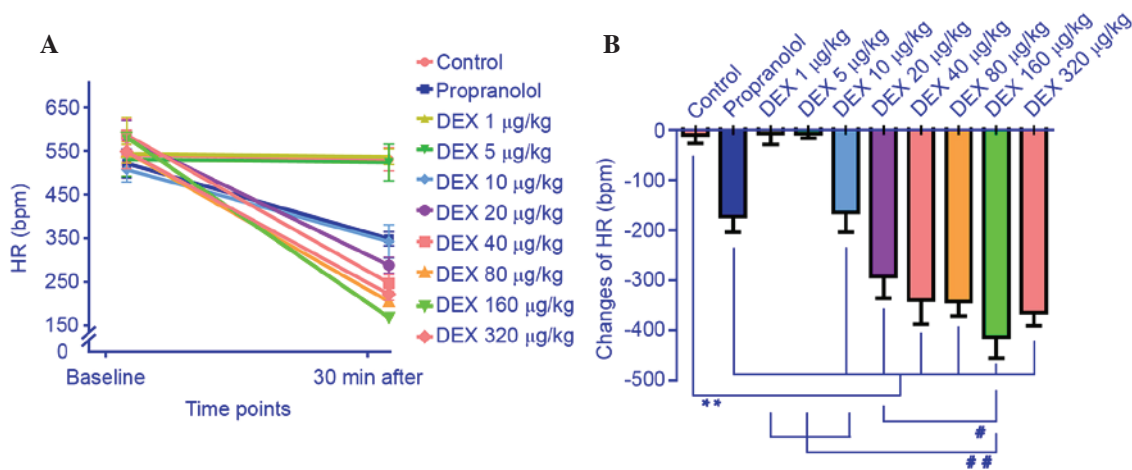 A
HR (bpm)
650
550
450
350
250
150
0
Baseline
30 min after
Time points
Control
Propranolol
DEX 1 μg/kg
DEX 5 μg/kg
DEX 10 μg/kg
DEX 20 μg/kg
DEX 40 μg/kg
DEX 80 μg/kg
DEX 160 μg/kg
DEX 320 μg/kg
B
Control
Propranolol
DEX 1 μg/kg
DEX 5 μg/kg
DEX 10 μg/kg
DEX 20 μg/kg
DEX 40 μg/kg
DEX 80 μg/kg
DEX 160 μg/kg
DEX 320 μg/kg
Changes of HR (bpm)
0
-100
-200
-300
-400
-500
**
#
##